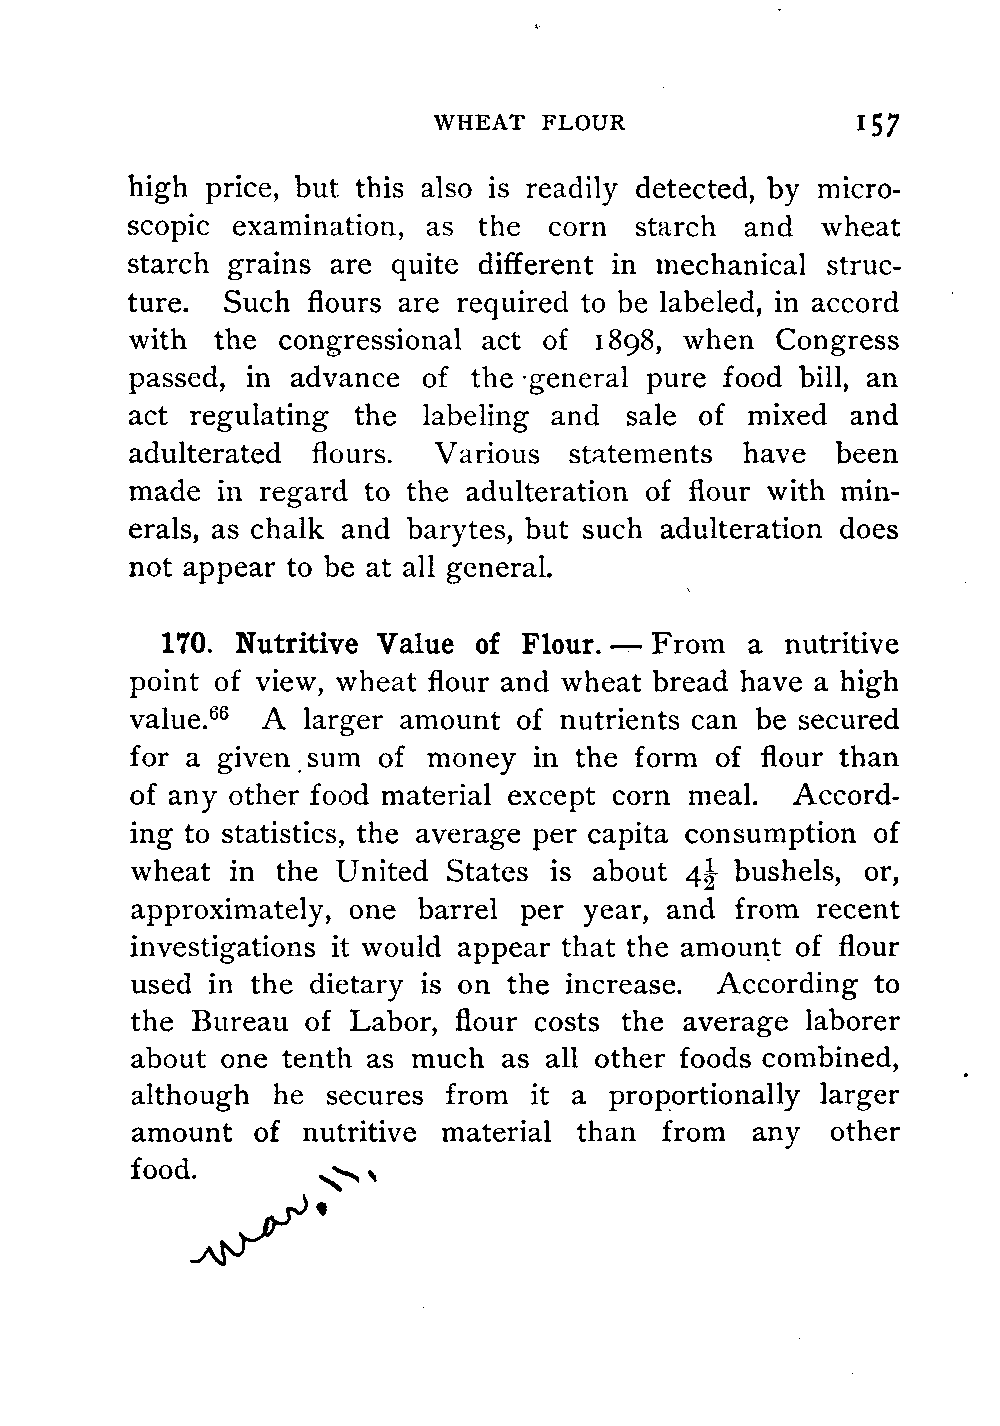 WHEAT FLOUR 157
high price, but this also is readily detected, by micro-
scopic examination, as the corn starch and wheat
starch grains are quite different in mechanical struc-
ture. Such flours are required to be labeled, in accord
with the congressional act of 1898, when Congress
passed, in advance of the general pure food bill, an
act regulating the labeling and sale of mixed and
adulterated flours. Various statements have been
made in regard to the adulteration of flour with min-
erals, as chalk and barytes, but such adulteration does
not appear to be at all general.
170. Nutritive Value of Flour. — From a nutritive
point of view, wheat flour and wheat bread have a high
value.⁶⁶ A larger amount of nutrients can be secured
for a given sum of money in the form of flour than
of any other food material except corn meal. Accord-
ing to statistics, the average per capita consumption of
wheat in the United States is about 4½ bushels, or,
approximately, one barrel per year, and from recent
investigations it would appear that the amount of flour
used in the dietary is on the increase. According to
the Bureau of Labor, flour costs the average laborer
about one tenth as much as all other foods combined,
although he secures from it a proportionally larger
amount of nutritive material than from any other
food.
Mar. 11,